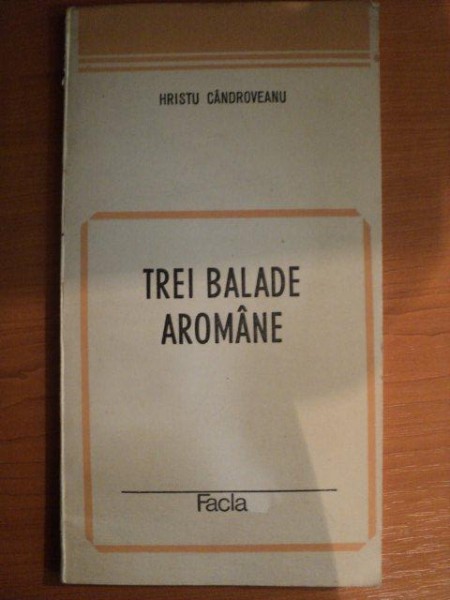 HRISTU CÂNDROVEANU
TREI BALADE
AROMÂNE
Facla